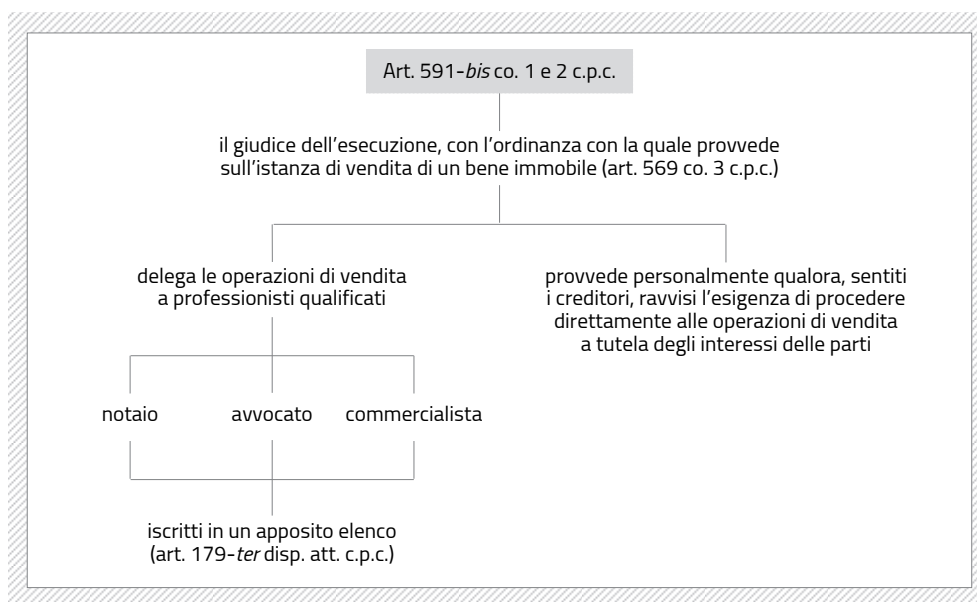 Art. 591-bis co. 1 e 2 c.p.c.
il giudice dell'esecuzione, con l'ordinanza con la quale provvede
sull'istanza di vendita di un bene immobile (art. 569 co. 3 c.p.c.)
delega le operazioni di vendita
a professionisti qualificati
provvede personalmente qualora, sentiti
i creditori, ravvisi l'esigenza di procedere
direttamente alle operazioni di vendita
a tutela degli interessi delle parti
notaio avvocato commercialista
iscritti in un apposito elenco
(art. 179-ter disp. att. c.p.c.)